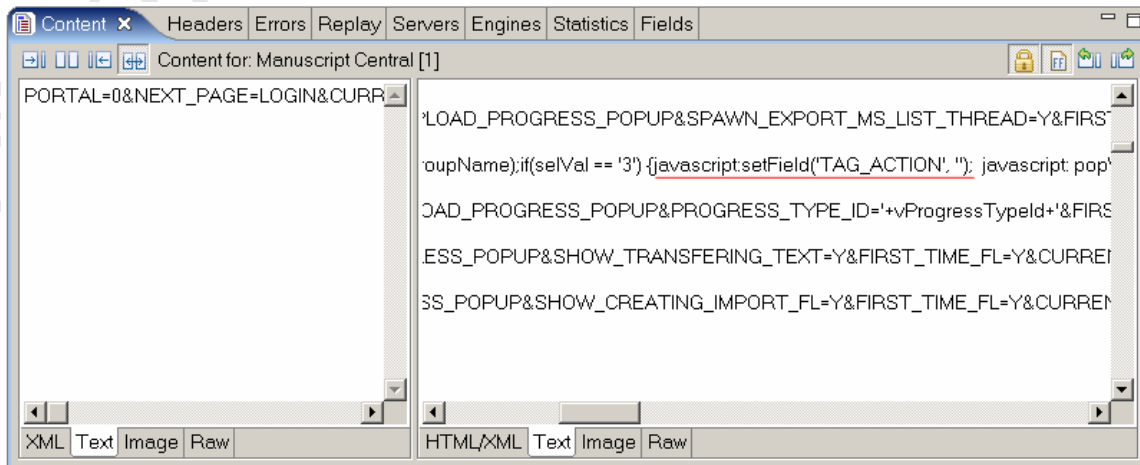 Content Headers Errors Replay Servers Engines Statistics Fields
Content for: Manuscript Central [1]
PORTAL=0&NEXT_PAGE=LOGIN&CURR
LOAD_PROGRESS_POPUP&SPAWN_EXPORT_MS_LIST_THREAD=Y&FIRST
oupName);if(selVal == '3') {javascript:setField('TAG_ACTION', ''); javascript: pop
OAD_PROGRESS_POPUP&PROGRESS_TYPE_ID='+vProgressTypeId+'&FIRS
ESS_POPUP&SHOW_TRANSFERING_TEXT=Y&FIRST_TIME_FL=Y&CURREN
SS_POPUP&SHOW_CREATING_IMPORT_FL=Y&FIRST_TIME_FL=Y&CURREN
XML Text Image Raw
HTML/XML Text Image Raw